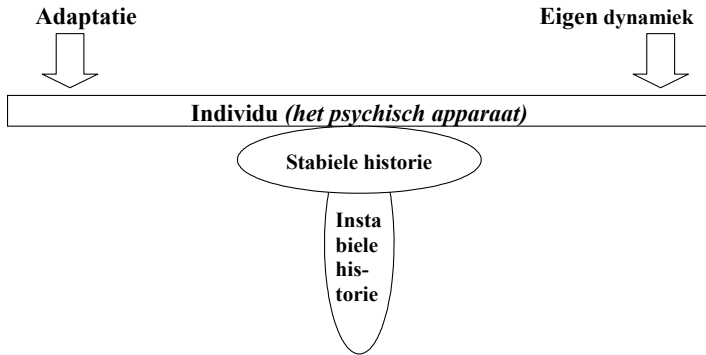 Adaptatie
Eigen dynamiek
Individu (het psychisch apparaat)
Stabiele historie
Insta
biele
his-
torie